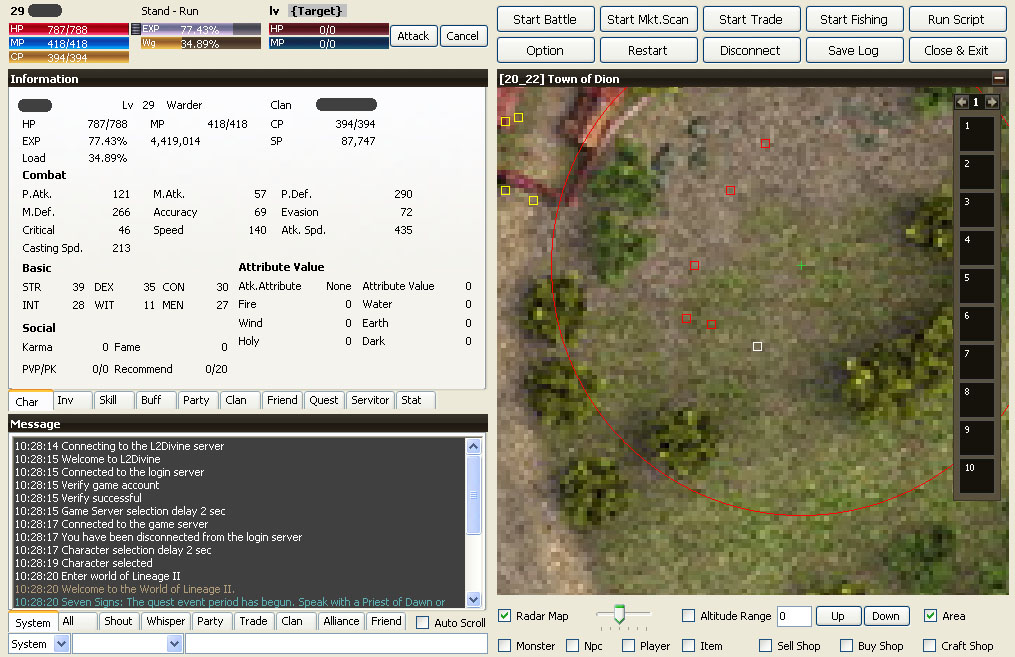 29
Stand - Run
lv {Target}
HP 787/788
EXP 77.43%
HP 0/0
MP 418/418
Wg 34.89%
MP 0/0
CP 394/394
Attack
Cancel
Start Battle
Start Mkt.Scan
Start Trade
Start Fishing
Run Script
Option
Restart
Disconnect
Save Log
Close & Exit
Information
Lv 29 Warder Clan
HP 787/788 MP 418/418 CP 394/394
EXP 77.43% 4,419,014 SP 87,747
Load 34.89%
Combat
P.Atk. 121 M.Atk. 57 P.Def. 290
M.Def. 266 Accuracy 69 Evasion 72
Critical 46 Speed 140 Atk. Spd. 435
Casting Spd. 213
Basic
STR 39 DEX 35 CON 30
INT 28 WIT 11 MEN 27
Attribute Value
Atk.Attribute None Attribute Value 0
Fire 0 Water 0
Wind 0 Earth 0
Holy 0 Dark 0
Social
Karma 0 Fame 0
PVP/PK 0/0 Recommend 0/20
Char Inv Skill Buff Party Clan Friend Quest Servitor Stat
Message
10:28:14 Connecting to the L2Divine server
10:28:15 Welcome to L2Divine
10:28:15 Connected to the login server
10:28:15 Verify game account
10:28:15 Verify successful
10:28:15 Game Server selection delay 2 sec
10:28:17 Connected to the game server
10:28:17 You have been disconnected from the login server
10:28:17 Character selection delay 2 sec
10:28:19 Character selected
10:28:20 Enter world of Lineage II
10:28:20 Welcome to the World of Lineage II.
10:28:20 Seven Signs: The quest event period has begun. Speak with a Priest of Dawn or
System All Shout Whisper Party Trade Clan Alliance Friend Auto Scroll
System
[20_22] Town of Dion
1
1
2
3
4
5
6
7
8
9
10
Radar Map Altitude Range 0 Up Down Area
Monster Npc Player Item Sell Shop Buy Shop Craft Shop